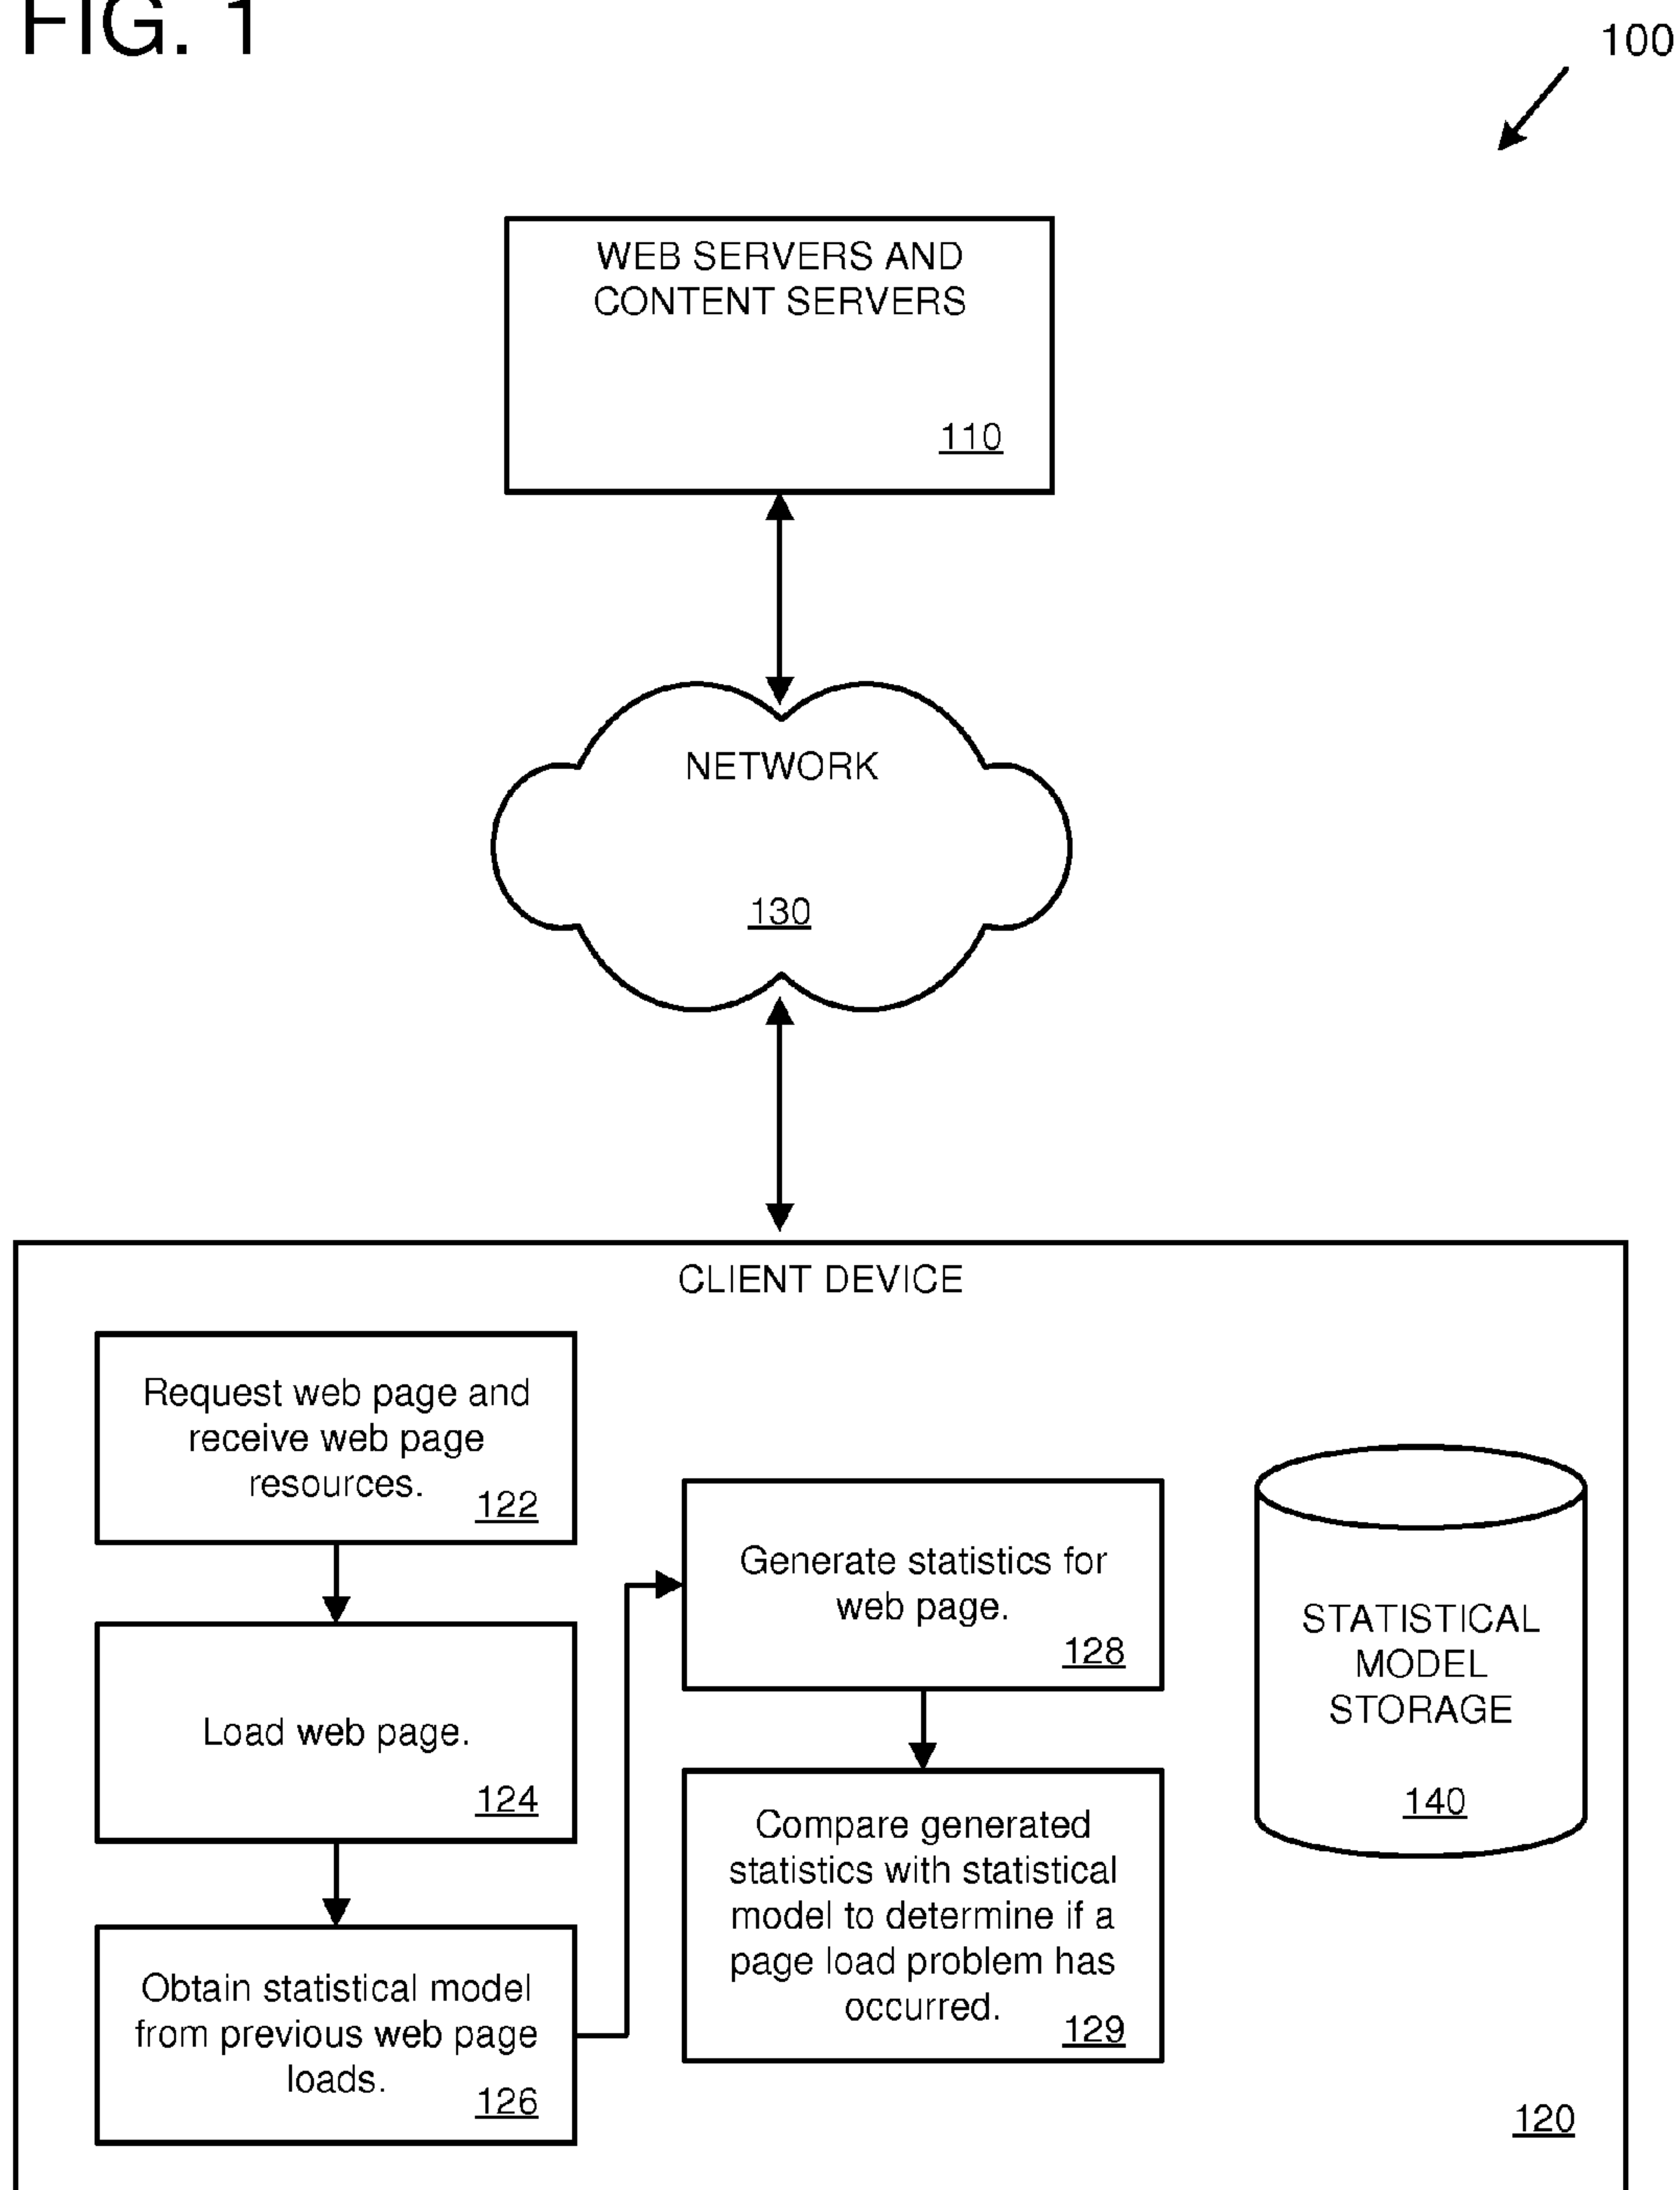 FIG. 1
100
WEB SERVERS AND
CONTENT SERVERS
110
NETWORK
130
CLIENT DEVICE
Request web page and
receive web page
resources.
122
Load web page.
124
Obtain statistical model
from previous web page
loads.
126
Generate statistics for
web page.
128
Compare generated
statistics with statistical
model to determine if a
page load problem has
occurred.
129
STATISTICAL
MODEL
STORAGE
140
120